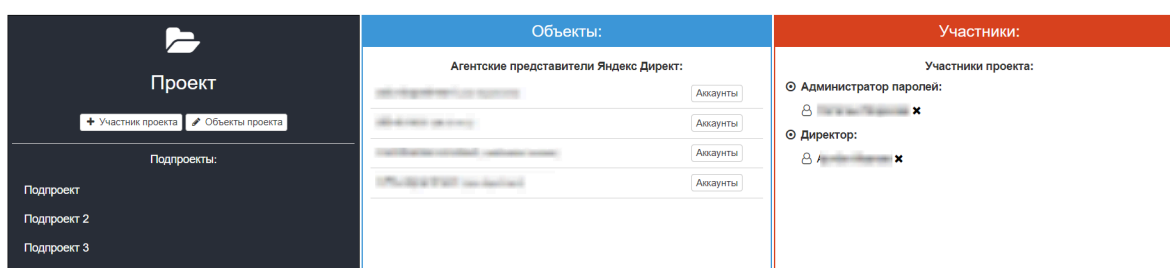 Проект
Участник проекта
Объекты проекта
Подпроекты:
Подпроект
Подпроект 2
Подпроект 3
Объекты:
Агентские представители Яндекс Директ:
Аккаунты
Аккаунты
Аккаунты
Аккаунты
Участники:
Участники проекта:
Администратор паролей:
Директор: